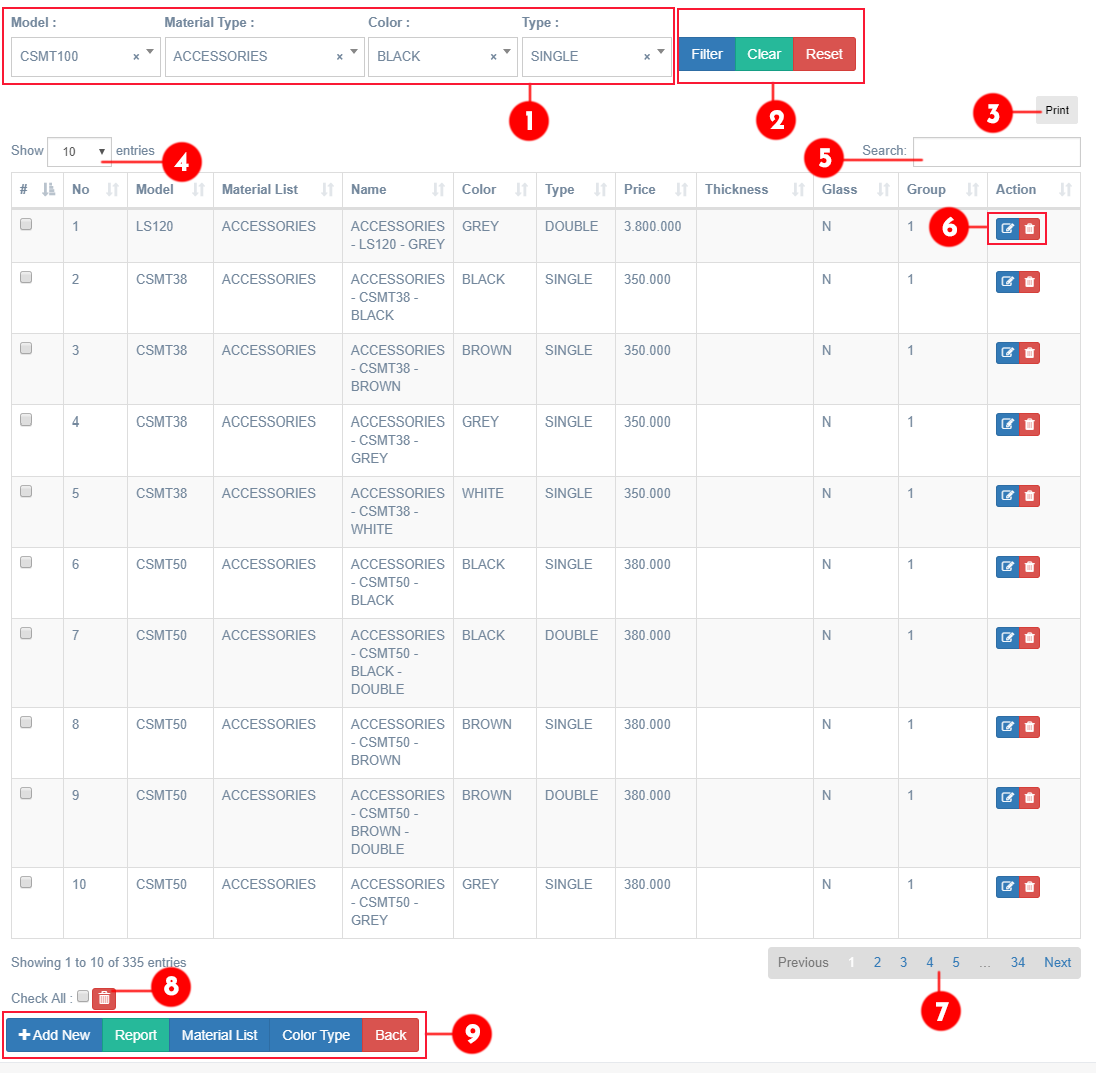 Model : Material Type : Color : Type :
CSMT100 × ACCESSORIES × BLACK × SINGLE × Filter Clear Reset
1 2 3 Print
Show 10 entries 4 5 Search:
# No Model Material List Name Color Type Price Thickness Glass Group Action
1 LS120 ACCESSORIES ACCESSORIES GREY DOUBLE 3.800.000 N 1 6
- LS120 - GREY
2 CSMT38 ACCESSORIES ACCESSORIES BLACK SINGLE 350.000 N 1
- CSMT38 -
BLACK
3 CSMT38 ACCESSORIES ACCESSORIES BROWN SINGLE 350.000 N 1
- CSMT38 -
BROWN
4 CSMT38 ACCESSORIES ACCESSORIES GREY SINGLE 350.000 N 1
- CSMT38 -
GREY
5 CSMT38 ACCESSORIES ACCESSORIES WHITE SINGLE 350.000 N 1
- CSMT38 -
WHITE
6 CSMT50 ACCESSORIES ACCESSORIES BLACK SINGLE 380.000 N 1
- CSMT50 -
BLACK
7 CSMT50 ACCESSORIES ACCESSORIES BLACK DOUBLE 380.000 N 1
- CSMT50 -
BLACK -
DOUBLE
8 CSMT50 ACCESSORIES ACCESSORIES BROWN SINGLE 380.000 N 1
- CSMT50 -
BROWN
9 CSMT50 ACCESSORIES ACCESSORIES BROWN DOUBLE 380.000 N 1
- CSMT50 -
BROWN -
DOUBLE
10 CSMT50 ACCESSORIES ACCESSORIES GREY SINGLE 380.000 N 1
- CSMT50 -
GREY
Showing 1 to 10 of 335 entries Previous 1 2 3 4 5 ... 34 Next
Check All : 8 7
Add New Report Material List Color Type Back 9